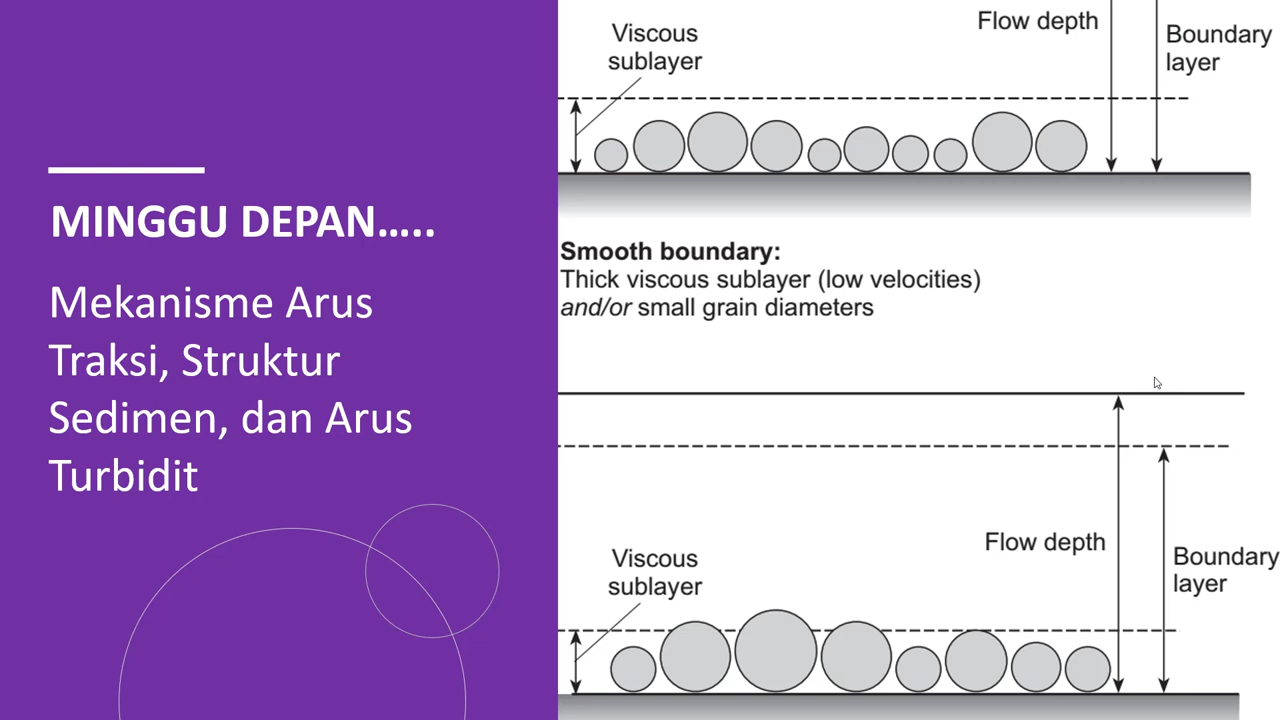 MINGGU DEPAN…..
Mekanisme Arus
Traksi, Struktur
Sedimen, dan Arus
Turbidit
Viscous
sublayer
Flow depth
Boundary
layer
Smooth boundary:
Thick viscous sublayer (low velocities)
and/or small grain diameters
Viscous
sublayer
Flow depth
Boundary
layer